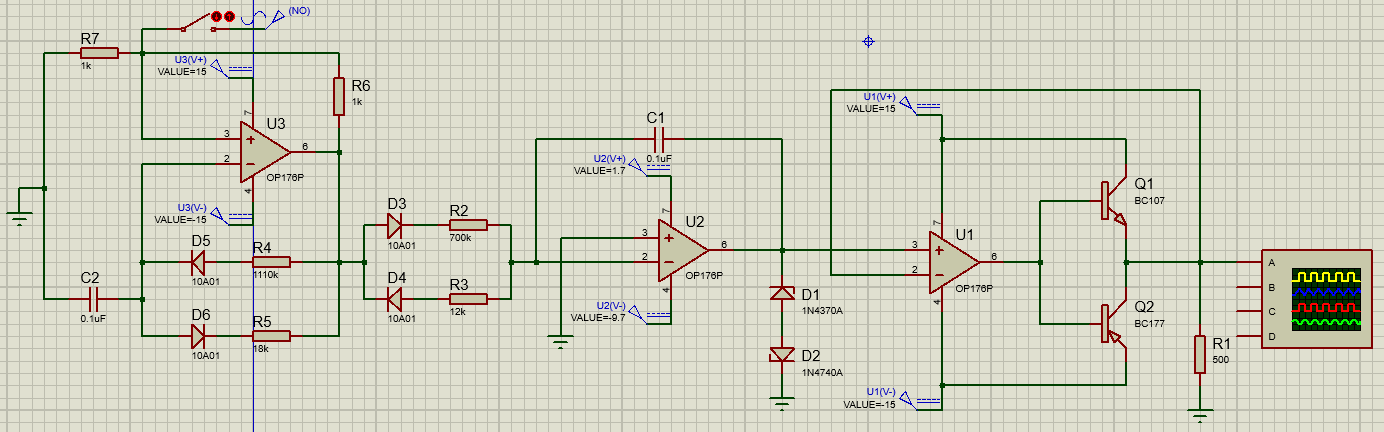 (NO)
R7
1k
U3(V+)
VALUE=15
R6
1k
7
3
2
6
4
U3
OP176P
U3(V-)
VALUE=-15
D5
10A01
R4
1110k
C2
0.1uF
D6
10A01
R5
18k
D3
10A01
R2
700k
D4
10A01
R3
12k
C1
0.1uF
U2(V+)
VALUE=1.7
7
3
2
6
4
U2
OP176P
U2(V-)
VALUE=-9.7
D1
1N4370A
D2
1N4740A
U1(V+)
VALUE=15
7
3
2
6
4
U1
OP176P
U1(V-)
VALUE=-15
Q1
BC107
Q2
BC177
R1
500
A
B
C
D